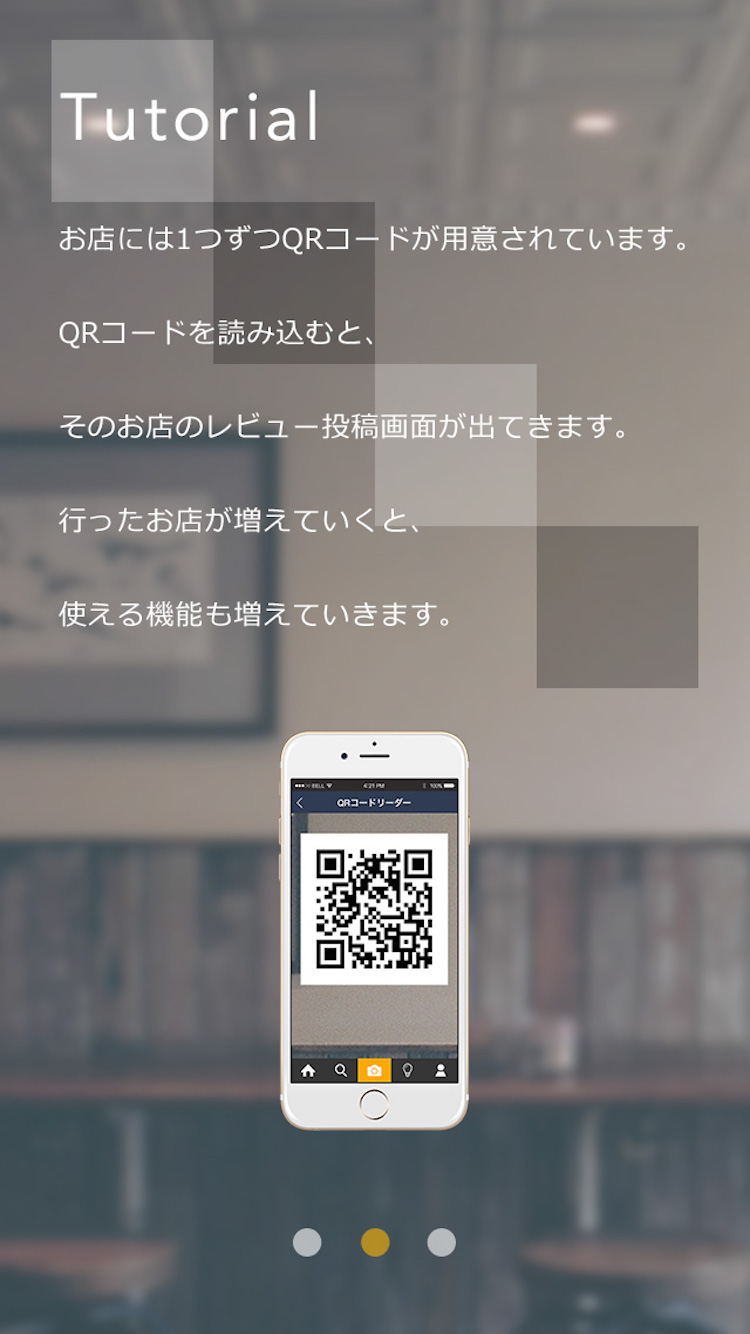 Tutorial
お店には1つずつQRコードが用意されています。
QRコードを読み込むと、
そのお店のレビュー投稿画面が出てきます。
行ったお店が増えていくと、
使える機能も増えていきます。
BELL 4:21 PM 100%
QRコードリーダー